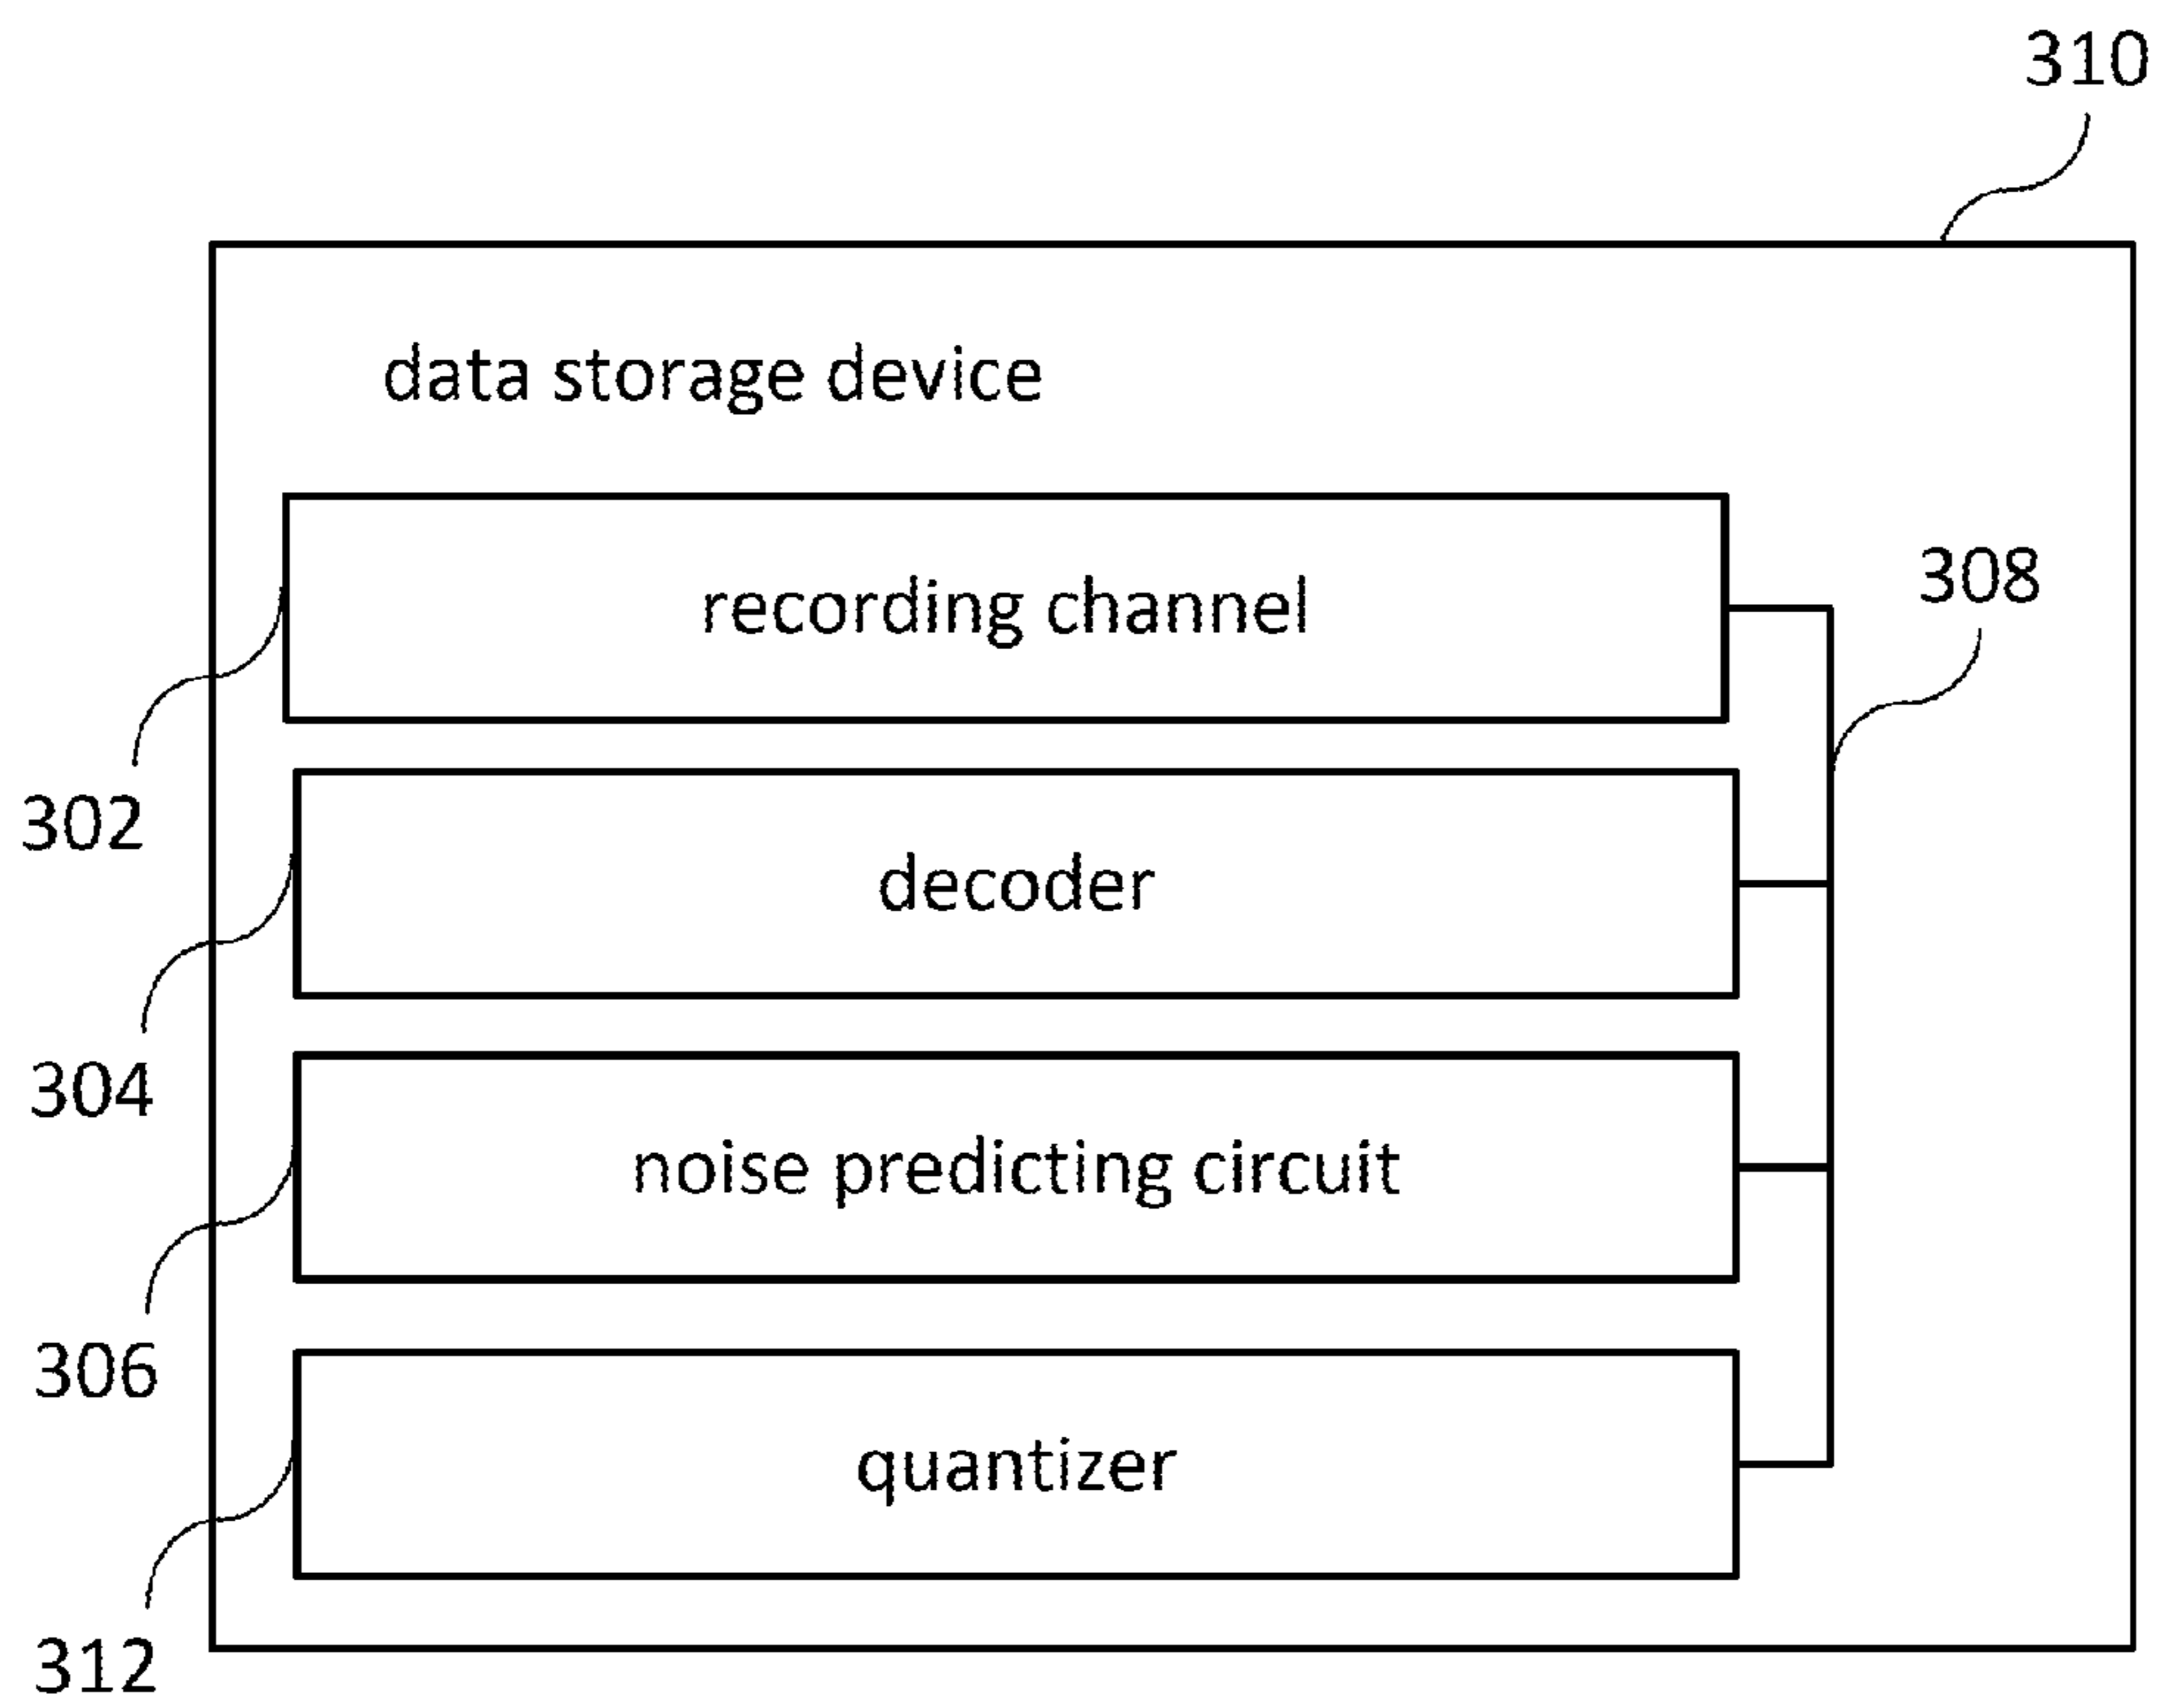 310
data storage device
308
recording channel
302
decoder
304
noise predicting circuit
306
quantizer
312